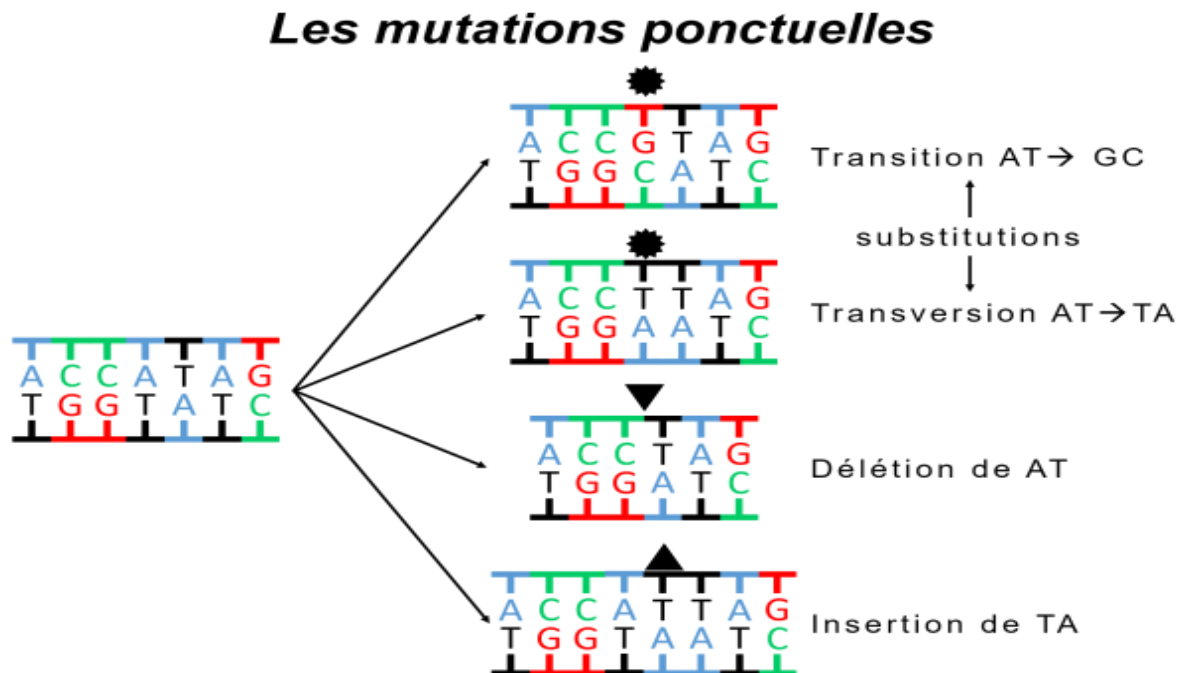 Les mutations ponctuelles
A C C G T A G
T G G C A T C
Transition AT→ GC
substitutions
A C C T T A G
T G G A A T C
Transversion AT→TA
A C C A T A G
T G G T A T C
A C C T A G
T G G A T C
Délétion de AT
A C C A T T A G
T G G T A A T C
Insertion de TA